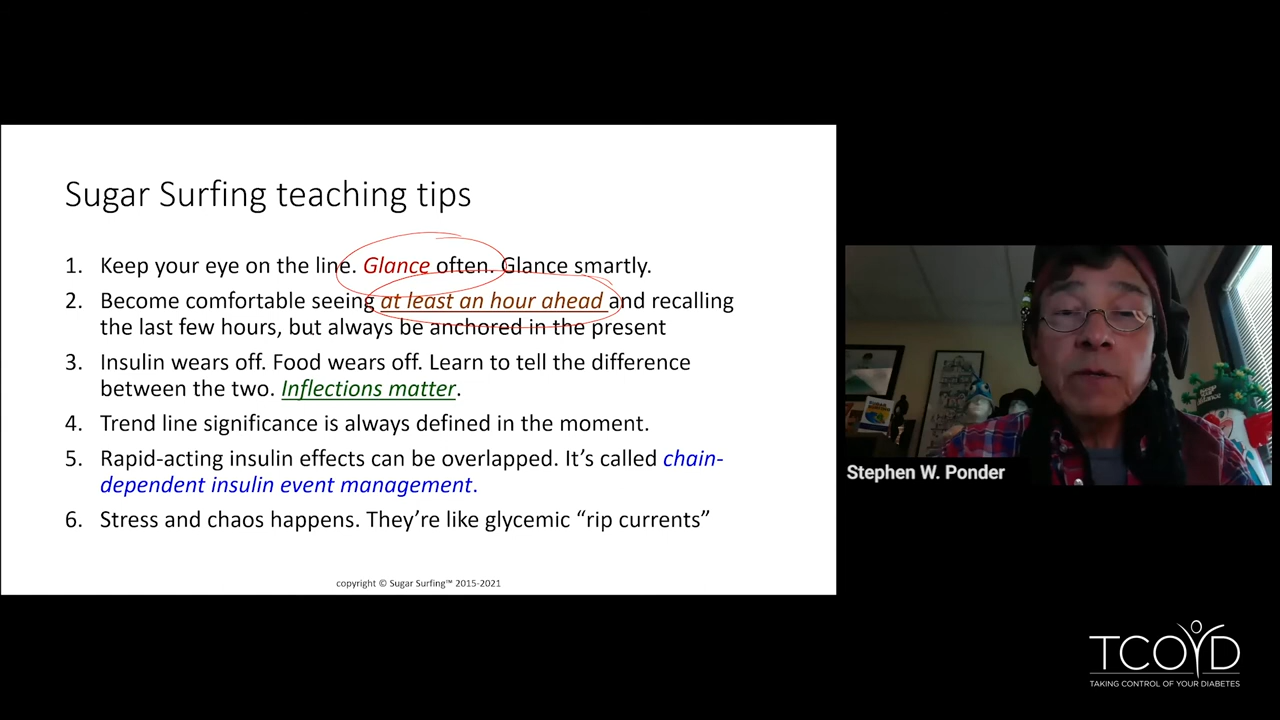 Sugar Surfing teaching tips
1. Keep your eye on the line. Glance often. Glance smartly.
2. Become comfortable seeing at least an hour ahead and recalling
the last few hours, but always be anchored in the present
3. Insulin wears off. Food wears off. Learn to tell the difference
between the two. Inflections matter.
4. Trend line significance is always defined in the moment.
5. Rapid-acting insulin effects can be overlapped. It’s called chain-
dependent insulin event management.
6. Stress and chaos happens. They’re like glycemic “rip currents”
copyright © Sugar Surfing™ 2015-2021
Stephen W. Ponder
TCOYD
TAKING CONTROL OF YOUR DIABETES